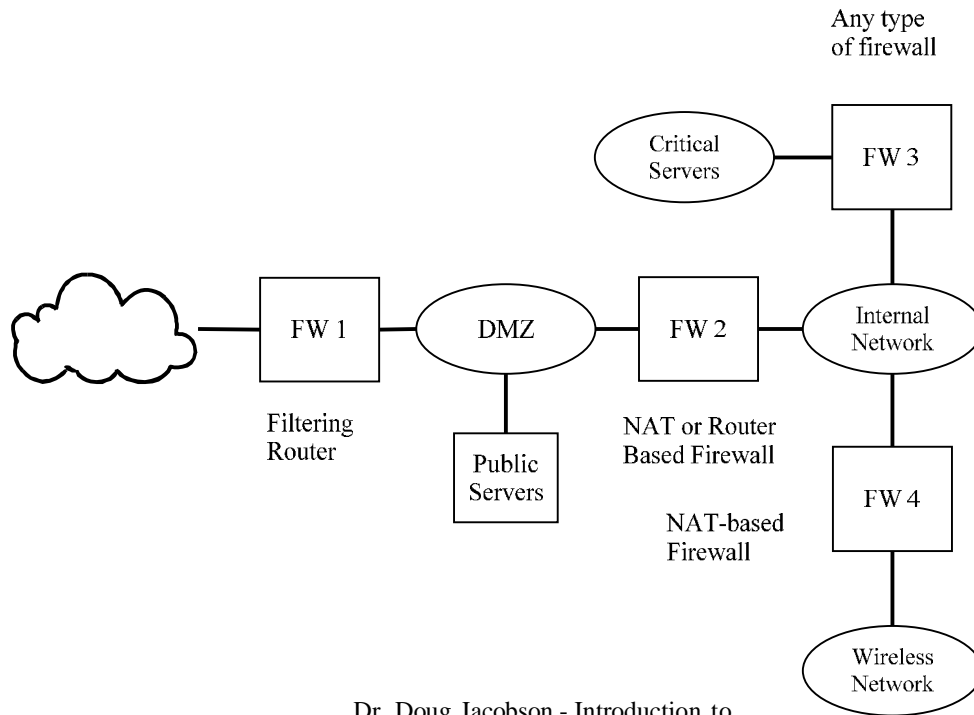 Any type
of firewall
Critical
Servers
FW 3
FW 1
DMZ
FW 2
Internal
Network
Filtering
Router
Public
Servers
NAT or Router
Based Firewall
NAT-based
Firewall
FW 4
Wireless
Network
Dr. Doug Jacobson - Introduction to